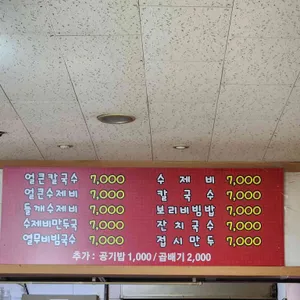 얼큰칼국수 7,000 수제비 7,000
얼큰수제비 7,000 칼국수 7,000
들깨수제비 7,000 보리비빔밥 7,000
수제비만두국 7,000 잔치국수 7,000
열무비빔국수 7,000 접시만두 7,000
추가 : 공기밥 1,000 / 곱배기 2,000